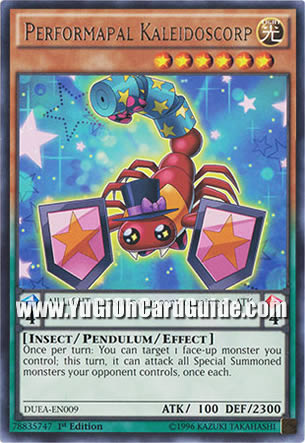 PERFORMAPAL KALEIDOSCORP
LIGHT
光
www.YuGiOhCardGuide.com
4
4
[INSECT/PENDULUM/EFFECT]
Once per turn: You can target 1 face-up monster you
control; this turn, it can attack all Special Summoned
monsters your opponent controls, once each.
DUEA-EN009
ATK/ 100 DEF/2300
78835747 1st Edition
©1996 KAZUKI TAKAHASHI